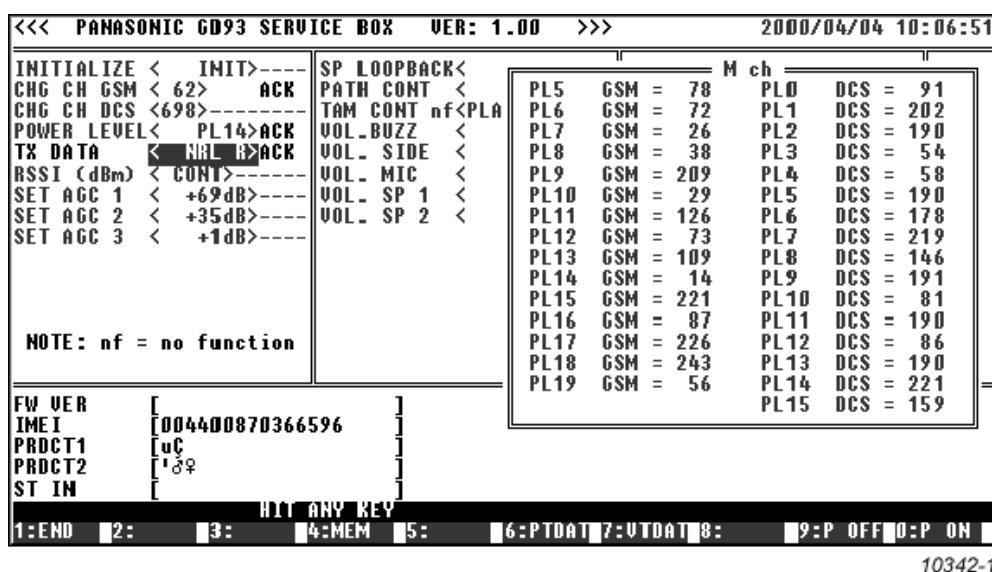 <<< PANASONIC GD93 SERVICE BOX VER: 1.00 >>> 2000/04/04 10:06:51
INITIALIZE < INIT>----
CHG CH GSM < 62> ACK
CHG CH DCS <698>---------
POWER LEVEL< PL14>ACK
TX DATA < NRL R>ACK
RSSI (dBm) < CONT>------
SET AGC 1 < +69dB>----
SET AGC 2 < +35dB>----
SET AGC 3 < +1dB>----
NOTE: nf = no function
SP LOOPBACK<
PATH CONT <
TAM CONT nf<PLA
VOL_BUZZ <
VOL_ SIDE <
VOL_ MIC <
VOL_ SP 1 <
VOL_ SP 2 <
M ch
PL5 GSM = 78 PL0 DCS = 91
PL6 GSM = 72 PL1 DCS = 202
PL7 GSM = 26 PL2 DCS = 190
PL8 GSM = 38 PL3 DCS = 54
PL9 GSM = 209 PL4 DCS = 58
PL10 GSM = 29 PL5 DCS = 190
PL11 GSM = 126 PL6 DCS = 178
PL12 GSM = 73 PL7 DCS = 219
PL13 GSM = 109 PL8 DCS = 146
PL14 GSM = 14 PL9 DCS = 191
PL15 GSM = 221 PL10 DCS = 81
PL16 GSM = 87 PL11 DCS = 190
PL17 GSM = 226 PL12 DCS = 86
PL18 GSM = 243 PL13 DCS = 190
PL19 GSM = 56 PL14 DCS = 221
PL15 DCS = 159
FW VER [ ]
IMEI [004400870366596 ]
PRDCT1 [uÇ ]
PRDCT2 ['♂♀ ]
ST IN [ ]
HIT ANY KEY
1:END 2: 3: 4:MEM 5: 6:PTDAT 7:VTDAT 8: 9:P OFF 0:P ON
10342-1